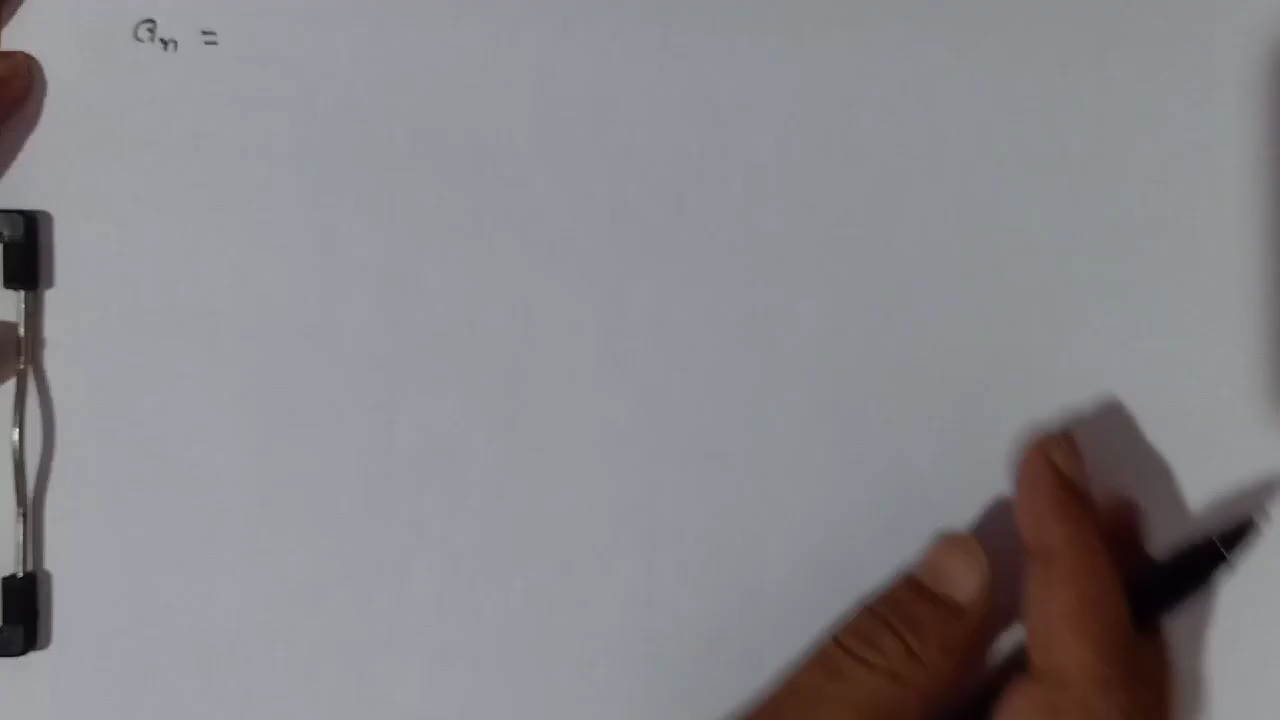 aₙ =